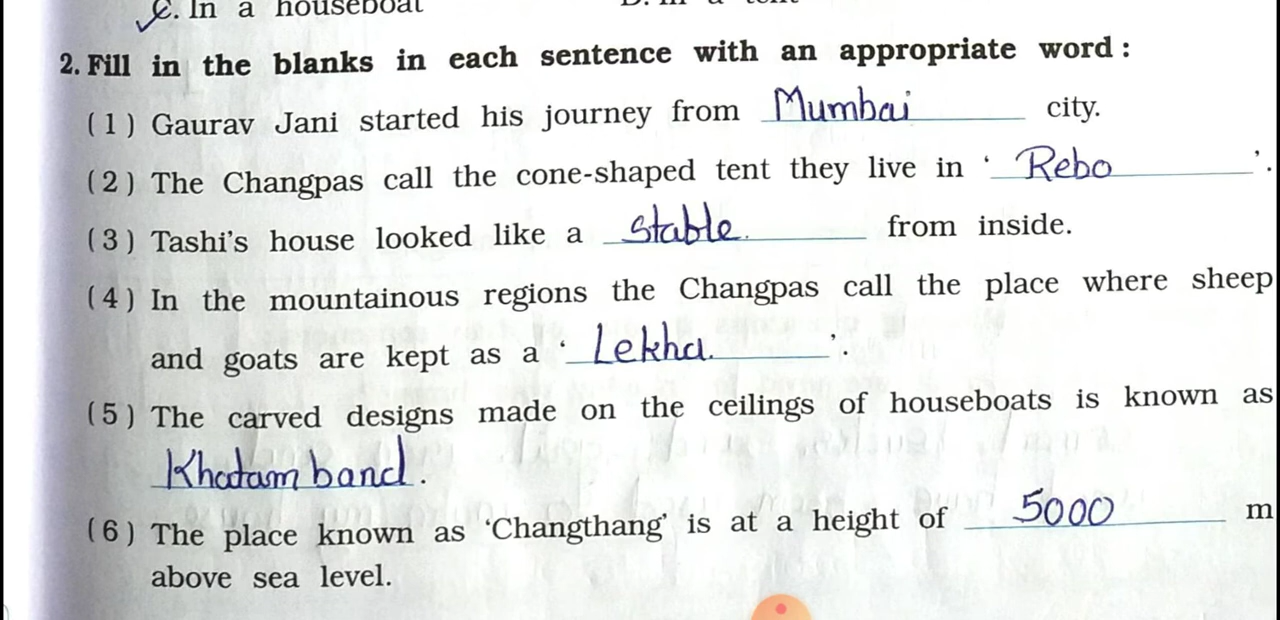 C. In a houseboat
2. Fill in the blanks in each sentence with an appropriate word :
(1) Gaurav Jani started his journey from Mumbai city.
(2) The Changpas call the cone-shaped tent they live in ‘ Rebo ’.
(3) Tashi’s house looked like a stable. from inside.
(4) In the mountainous regions the Changpas call the place where sheep
and goats are kept as a ‘ Lekha. ’.
(5) The carved designs made on the ceilings of houseboats is known as
Khatam band.
(6) The place known as ‘Changthang’ is at a height of 5000 m
above sea level.